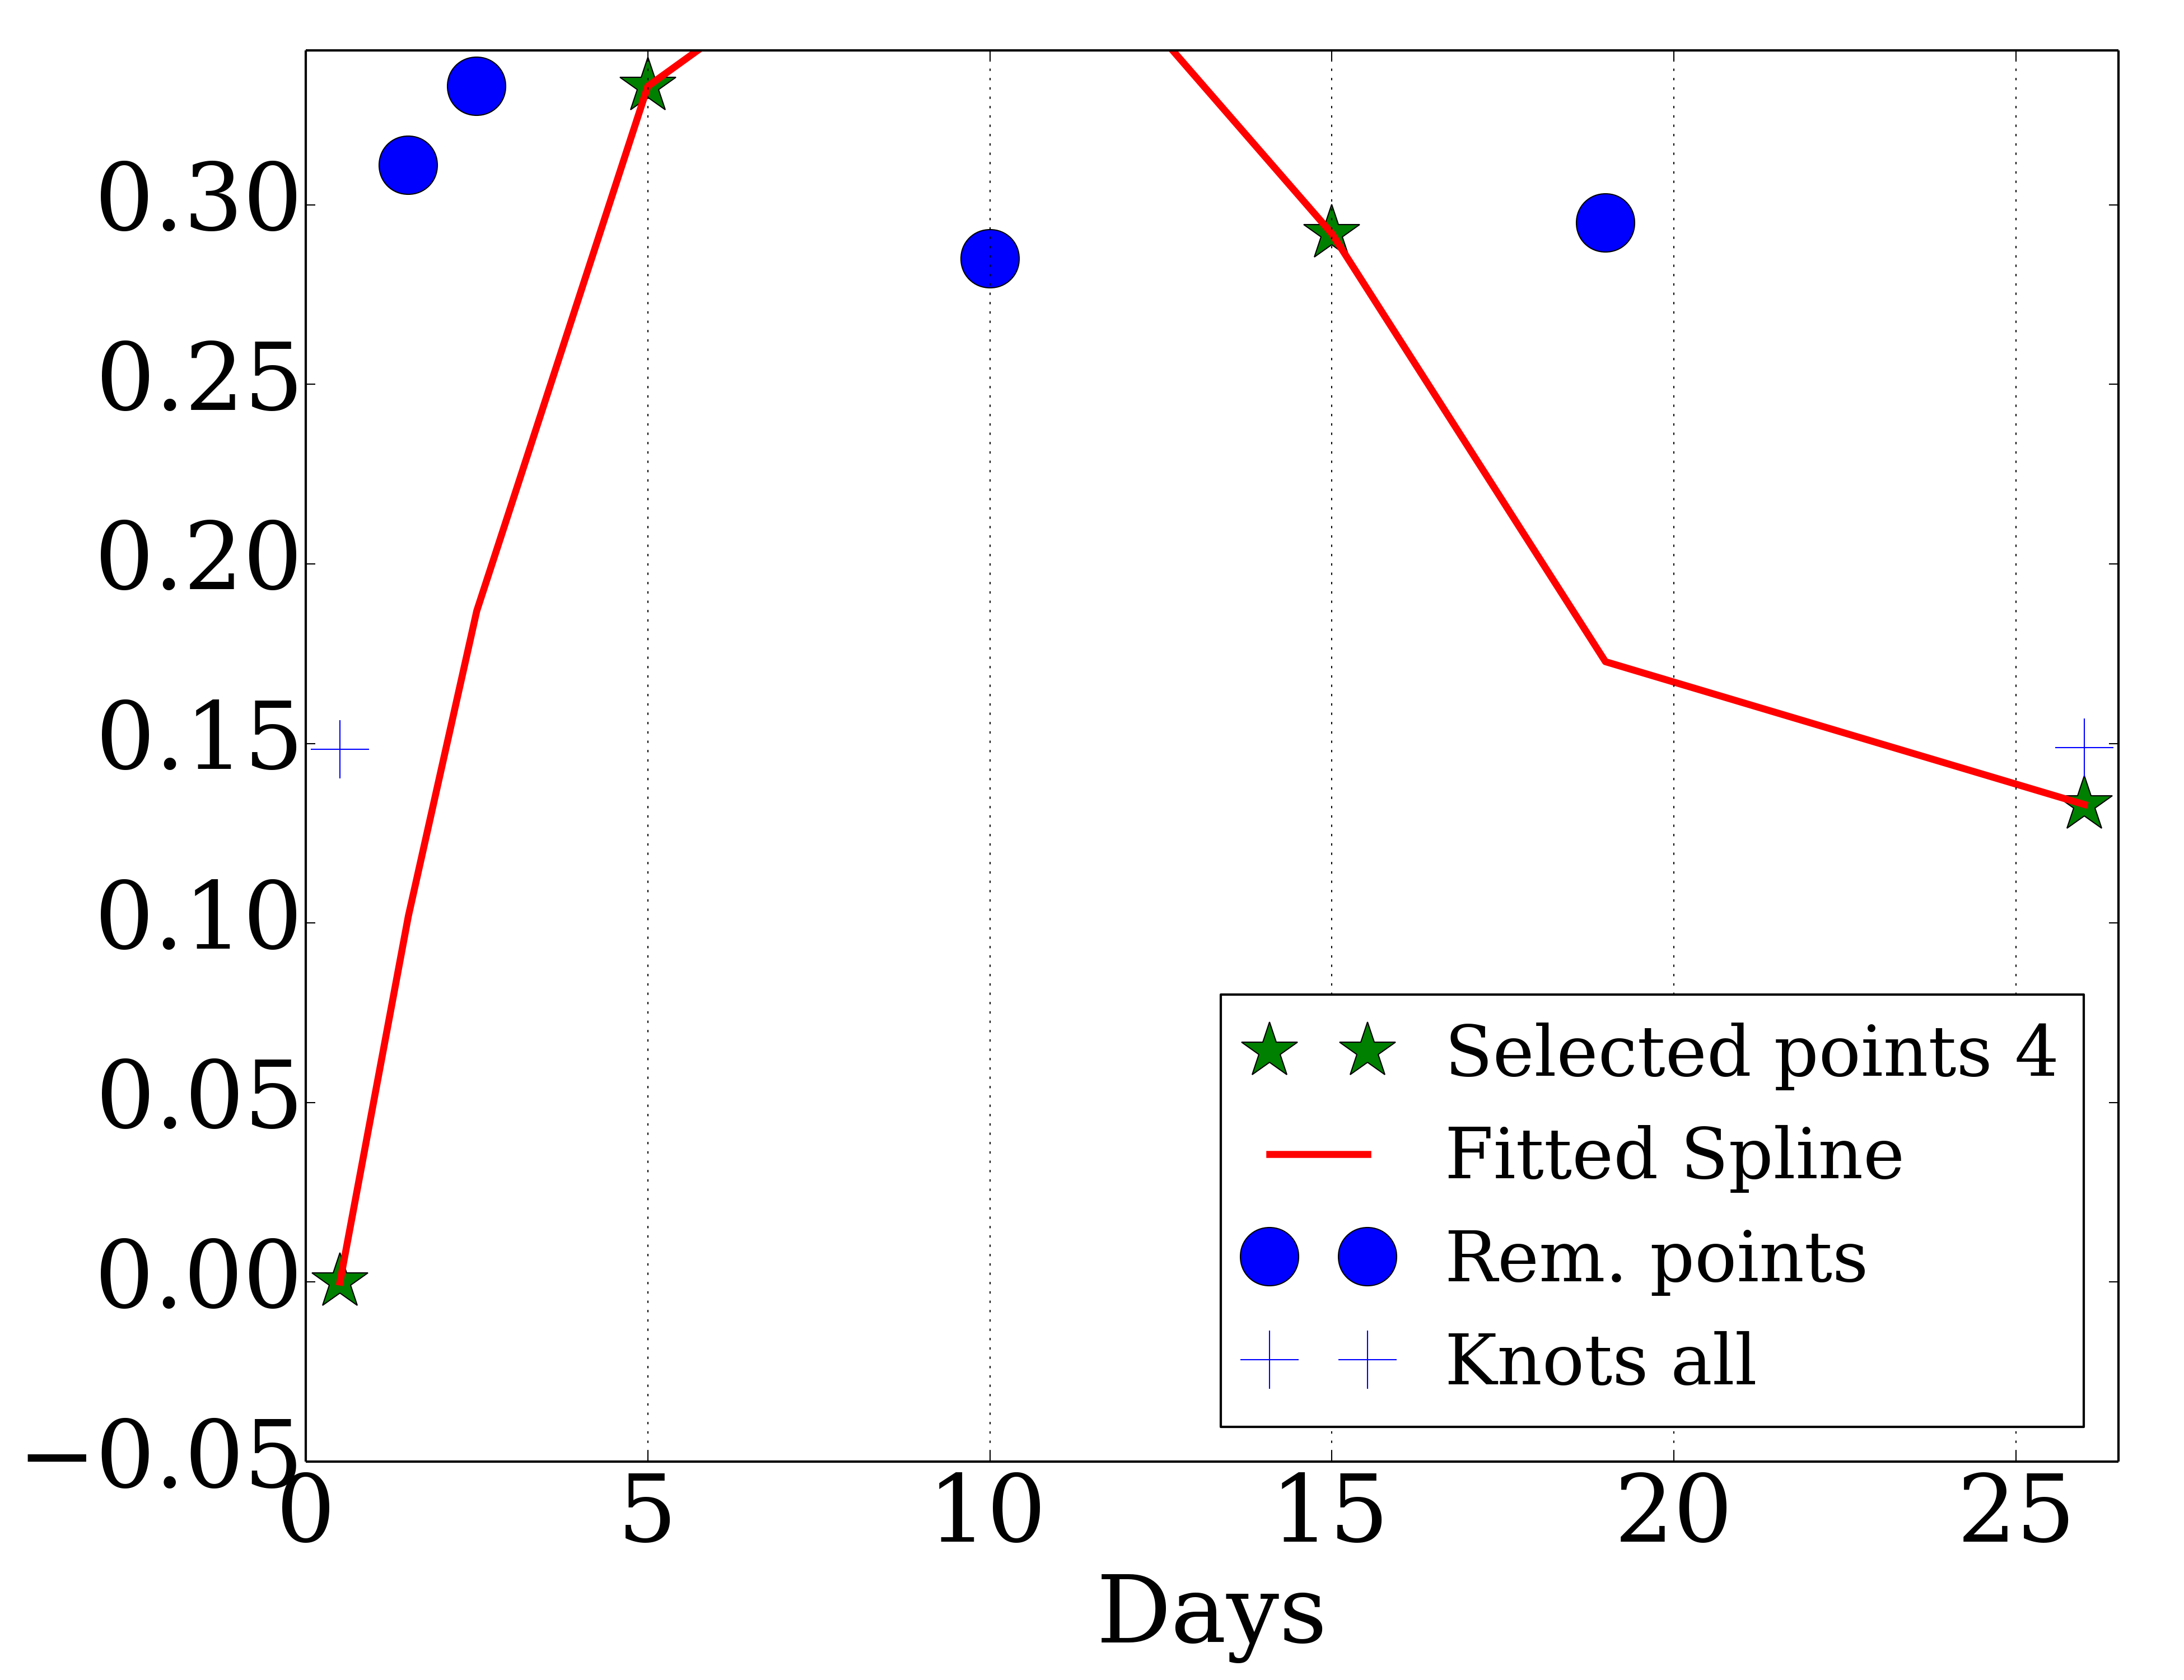 0.30
0.25
0.20
0.15
0.10
0.05
0.00
−0.05
0 5 10 15 20 25
Days
Selected points 4
Fitted Spline
Rem. points
Knots all